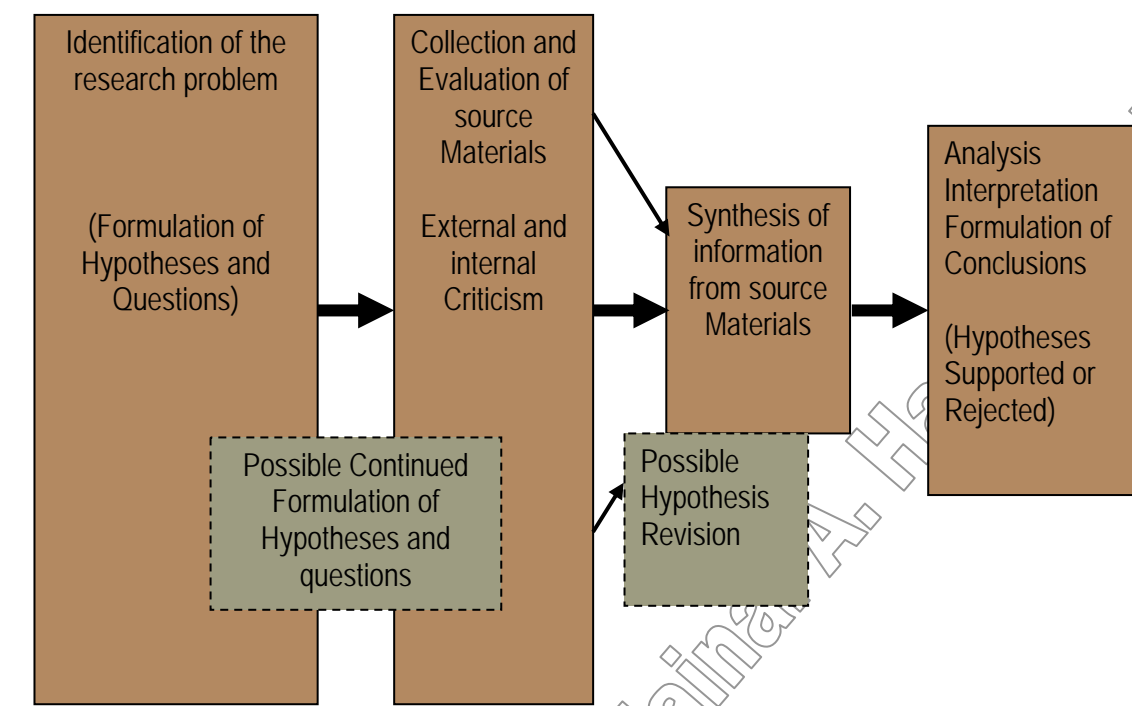 Identification of the
research problem
(Formulation of
Hypotheses and
Questions)
Collection and
Evaluation of
source
Materials
External and
internal
Criticism
Synthesis of
information
from source
Materials
Analysis
Interpretation
Formulation of
Conclusions
(Hypotheses
Supported or
Rejected)
Possible Continued
Formulation of
Hypotheses and
questions
Possible
Hypothesis
Revision